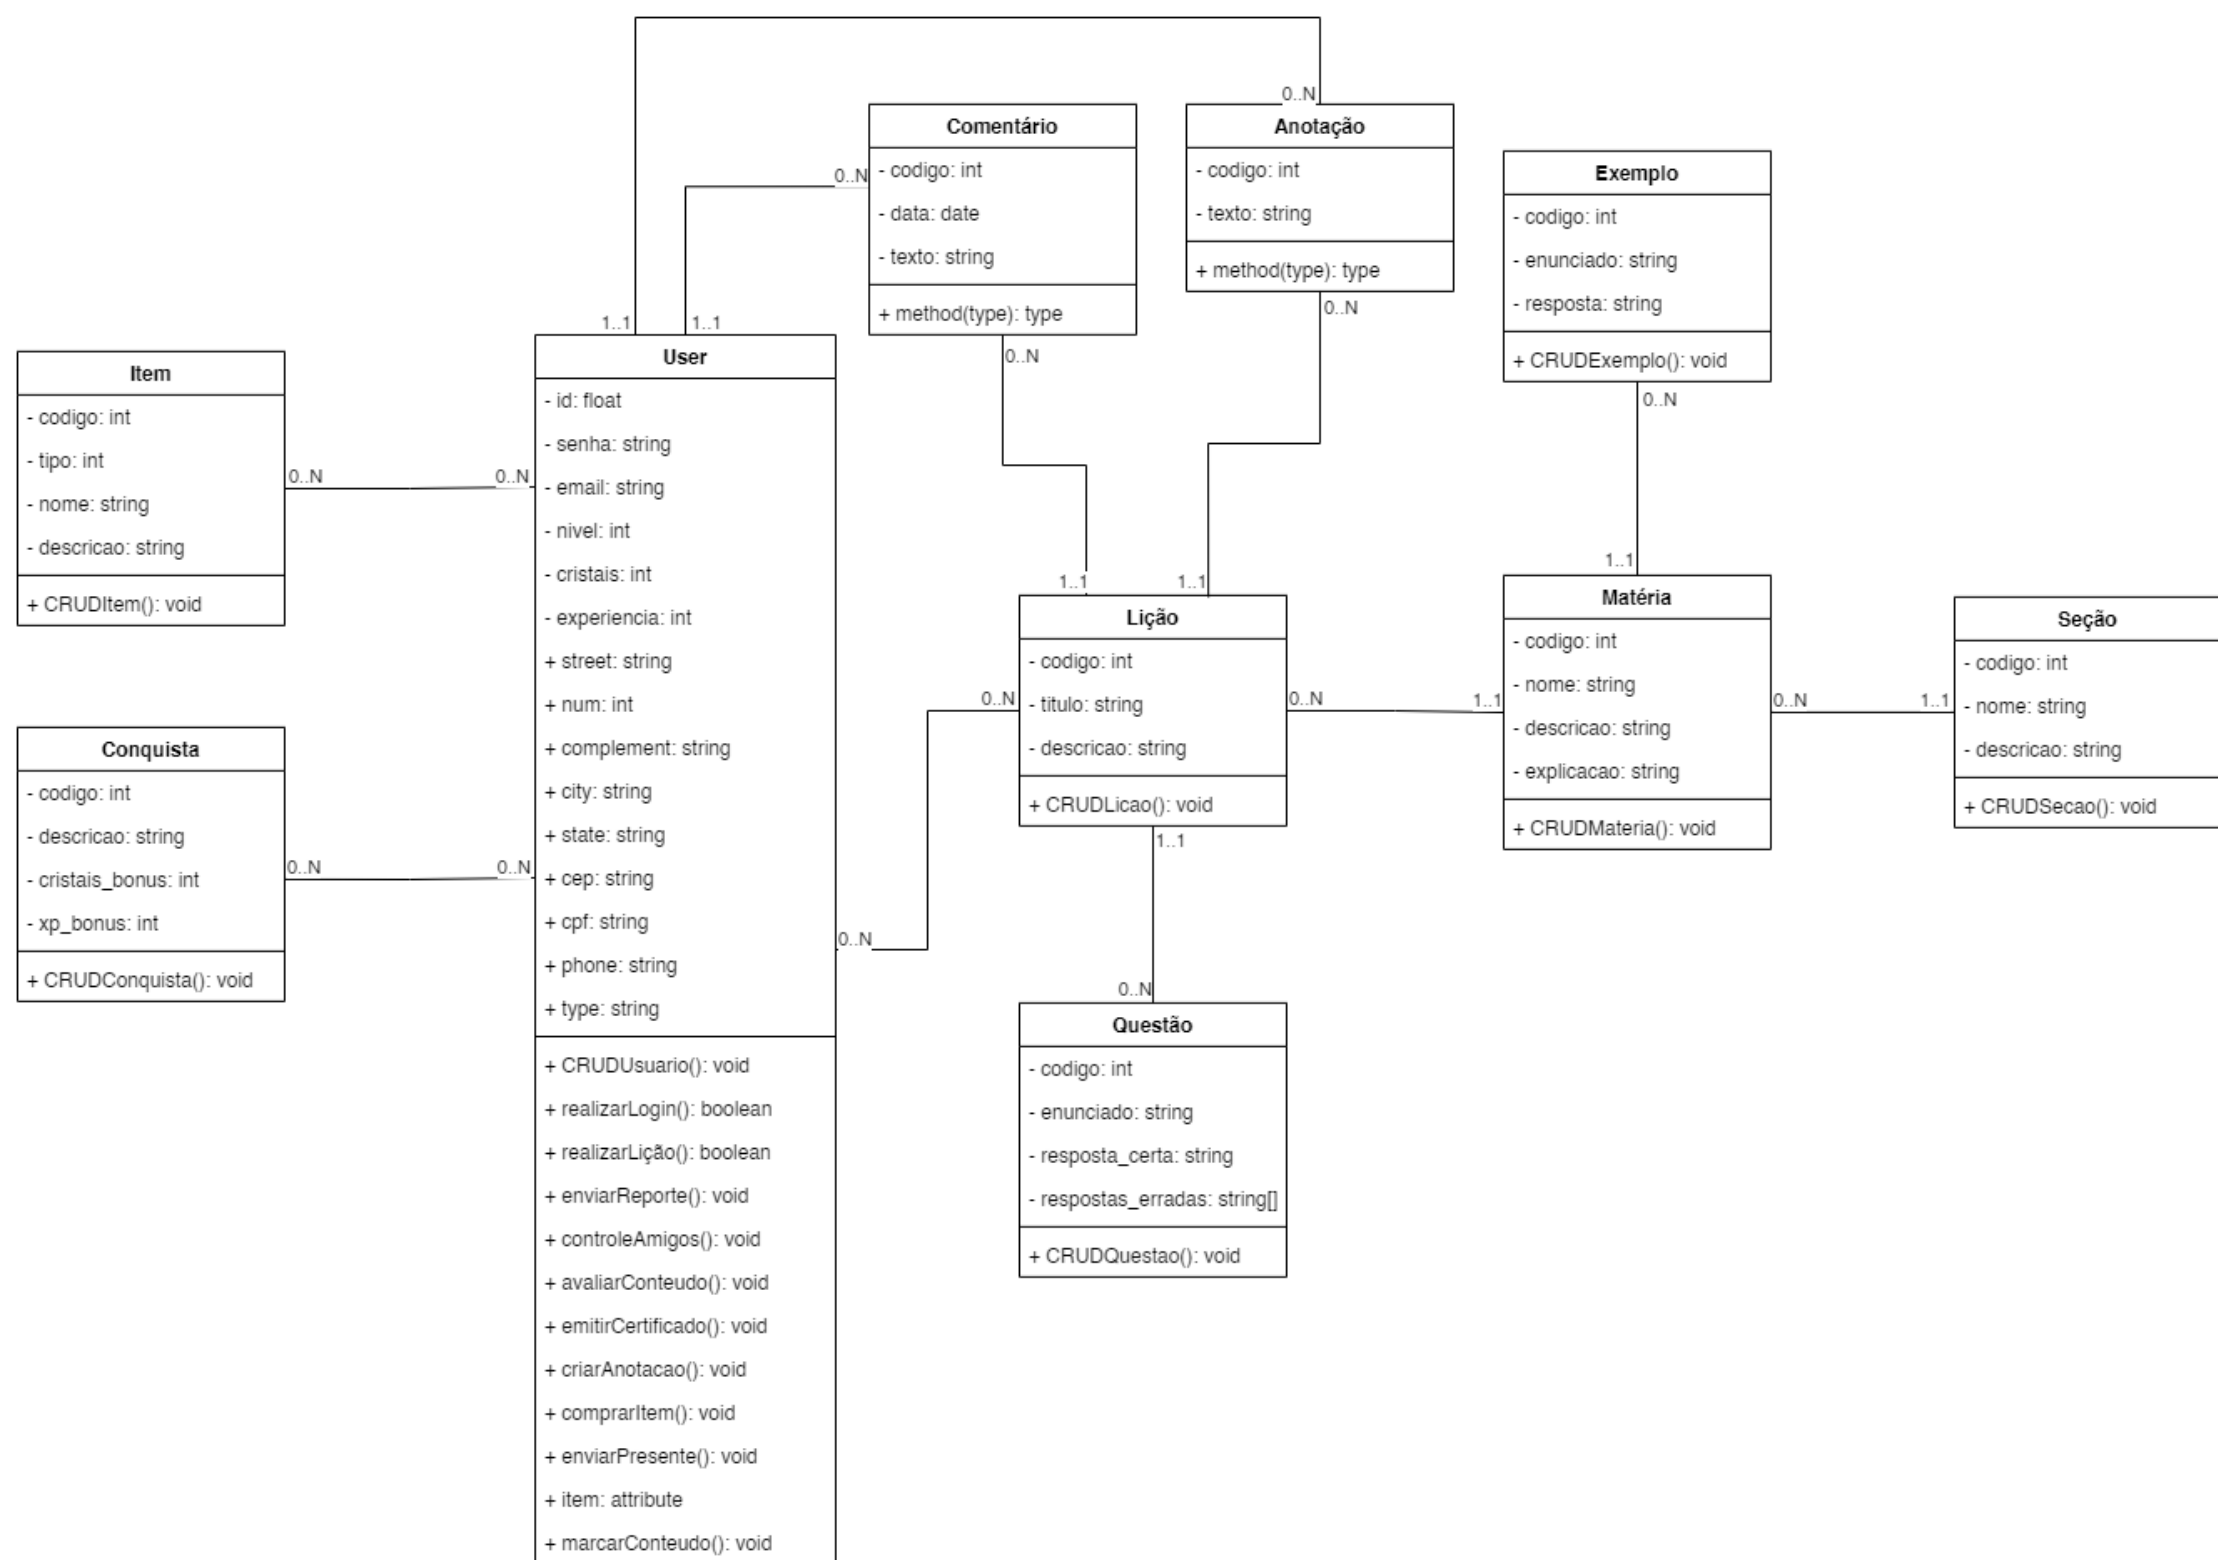 0..N
Comentário
- codigo: int
- data: date
- texto: string
+ method(type): type
0..N
0..N
Anotação
- codigo: int
- texto: string
+ method(type): type
0..N
Exemplo
- codigo: int
- enunciado: string
- resposta: string
+ CRUDExemplo(): void
0..N
1..1
1..1
Item
- codigo: int
- tipo: int
- nome: string
- descricao: string
+ CRUDItem(): void
0..N
0..N
Conquista
- codigo: int
- descricao: string
- cristais_bonus: int
- xp_bonus: int
+ CRUDConquista(): void
0..N
0..N
User
- id: float
- senha: string
- email: string
- nivel: int
- cristais: int
- experiencia: int
+ street: string
+ num: int
+ complement: string
+ city: string
+ state: string
+ cep: string
+ cpf: string
+ phone: string
+ type: string
+ CRUDUsuario(): void
+ realizarLogin(): boolean
+ realizarLição(): boolean
+ enviarReporte(): void
+ controleAmigos(): void
+ avaliarConteudo(): void
+ emitirCertificado(): void
+ criarAnotacao(): void
+ comprarItem(): void
+ enviarPresente(): void
+ item: attribute
+ marcarConteudo(): void
0..N
0..N
1..1
1..1
Lição
- codigo: int
- titulo: string
- descricao: string
+ CRUDLicao(): void
0..N
1..1
1..1
0..N
Questão
- codigo: int
- enunciado: string
- resposta_certa: string
- respostas_erradas: string[]
+ CRUDQuestao(): void
1..1
Matéria
- codigo: int
- nome: string
- descricao: string
- explicacao: string
+ CRUDMateria(): void
0..N
1..1
Seção
- codigo: int
- nome: string
- descricao: string
+ CRUDSecao(): void